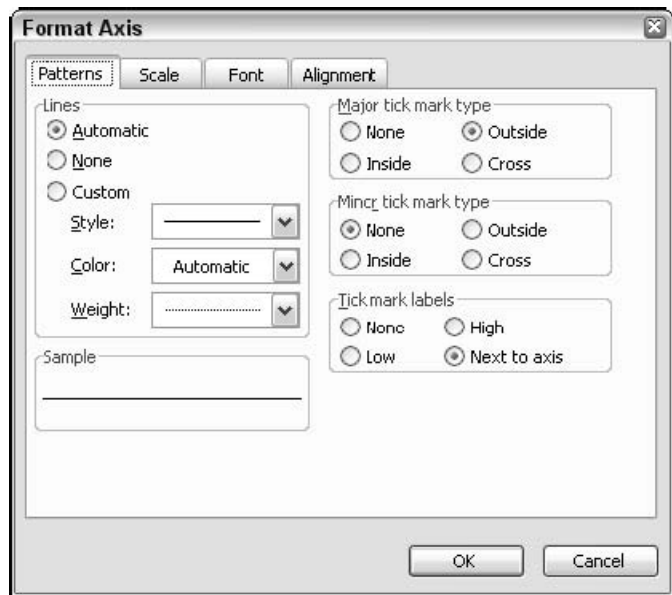 Format Axis
Patterns Scale Font Alignment
Lines
Automatic
None
Custom
Style:
Color: Automatic
Weight:
Sample
Major tick mark type
None Outside
Inside Cross
Mincr tick mark type
None Outside
Inside Cross
Tick mark labels
None High
Low Next to axis
OK Cancel